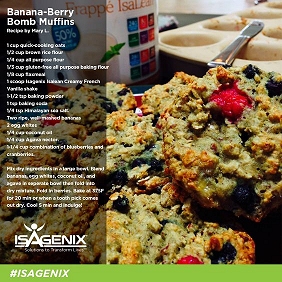 Banana-Berry
Bomb Muffins
Recipe by Mary L.
1 cup quick-cooking oats
1/2 cup brown rice flour
1/4 cup all purpose flour
1/3 cup gluten-free all purpose baking flour
1/8 cup flaxmeal
1 scoop Isagenix Isalean Creamy French
Vanilla shake
1-1/2 tsp baking powder
1 tsp baking soda
1/4 tsp Himalayan sea salt
Two ripe, well-mashed bananas
2 egg whites
1/4 cup coconut oil
1/4 cup Agave nectar
1-1/4 cup combination of blueberries and
cranberries.
Mix dry ingredients in a large bowl. Blend
bananas, egg whites, coconut oil, and
agave in seperate bowl then fold into
dry mixture. Fold in berries. Bake at 375F
for 20 min or when a tooth pick comes
out dry. Cool 5 min and indulge!
ISAGENIX
Solutions to Transform Lives
#ISAGENIX
50%